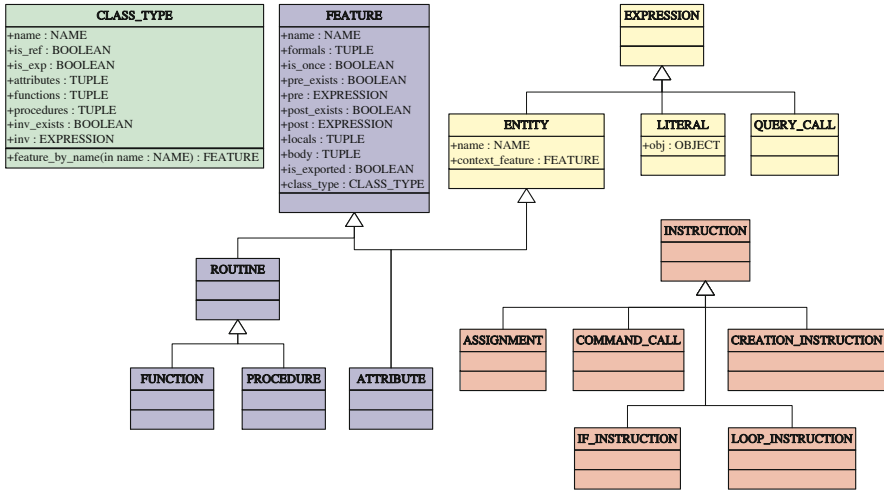 CLASS_TYPE
+name : NAME
+is_ref : BOOLEAN
+is_exp : BOOLEAN
+attributes : TUPLE
+functions : TUPLE
+procedures : TUPLE
+inv_exists : BOOLEAN
+inv : EXPRESSION
+feature_by_name(in name : NAME) : FEATURE
FEATURE
+name : NAME
+formals : TUPLE
+is_once : BOOLEAN
+pre_exists : BOOLEAN
+pre : EXPRESSION
+post_exists : BOOLEAN
+post : EXPRESSION
+locals : TUPLE
+body : TUPLE
+is_exported : BOOLEAN
+class_type : CLASS_TYPE
EXPRESSION
ENTITY
+name : NAME
+context_feature : FEATURE
LITERAL
+obj : OBJECT
QUERY_CALL
ROUTINE
FUNCTION
PROCEDURE
ATTRIBUTE
INSTRUCTION
ASSIGNMENT
COMMAND_CALL
CREATION_INSTRUCTION
IF_INSTRUCTION
LOOP_INSTRUCTION